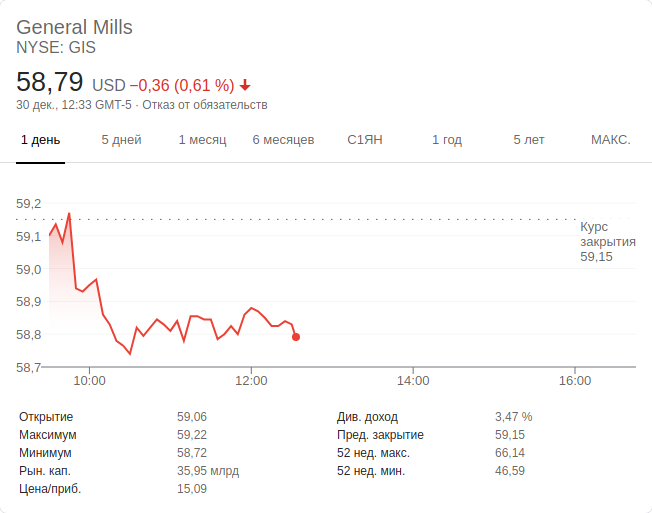 General Mills
NYSE: GIS
58,79 USD −0,36 (0,61 %)
30 дек., 12:33 GMT-5 · Отказ от обязательств
1 день 5 дней 1 месяц 6 месяцев С1ЯН 1 год 5 лет МАКС.
59,2
59,1
59,0
58,9
58,8
58,7
Курс
закрытия
59,15
10:00 12:00 14:00 16:00
Открытие 59,06
Максимум 59,22
Минимум 58,72
Рын. кап. 35,95 млрд
Цена/приб. 15,09
Див. доход 3,47 %
Пред. закрытие 59,15
52 нед. макс. 66,14
52 нед. мин. 46,59